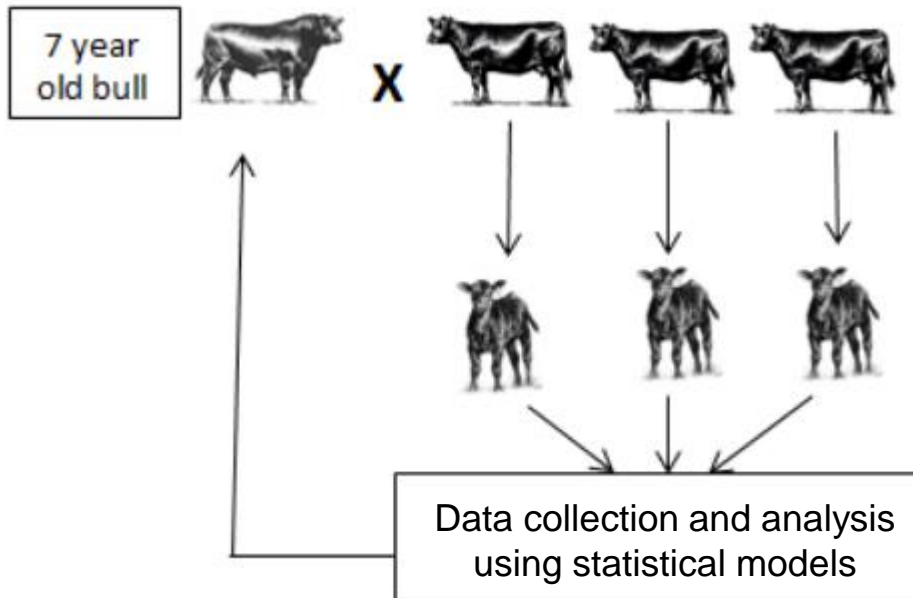 7 year
old bull
X
Data collection and analysis
using statistical models